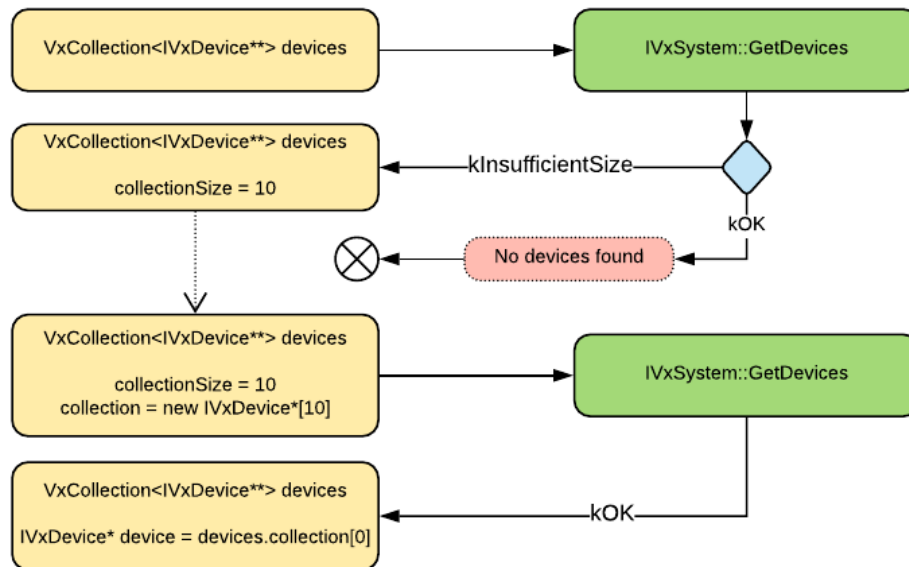 VxCollection<IVxDevice**> devices
IVxSystem::GetDevices
VxCollection<IVxDevice**> devices
collectionSize = 10
kInsufficientSize
kOK
No devices found
VxCollection<IVxDevice**> devices
collectionSize = 10
collection = new IVxDevice*[10]
IVxSystem::GetDevices
VxCollection<IVxDevice**> devices
IVxDevice* device = devices.collection[0]
kOK